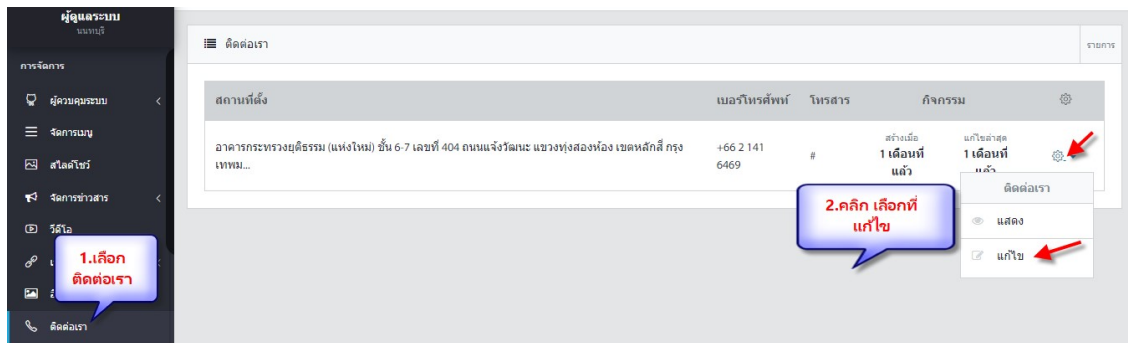 ผู้ดูแลระบบ
นนทบุรี
การจัดการ
ผู้ควบคุมระบบ
จัดการเมนู
สไลด์โชว์
จัดการข่าวสาร
วีดีโอ
1.เลือก
ติดต่อเรา
ติดต่อเรา
ติดต่อเรา
รายการ
สถานที่ตั้ง เบอร์โทรศัพท์ โทรสาร กิจกรรม
อาคารกระทรวงยุติธรรม (แห่งใหม่) ชั้น 6-7 เลขที่ 404 ถนนแจ้งวัฒนะ แขวงทุ่งสองห้อง เขตหลักสี่ กรุง
เทพม...
+66 2 141
6469
#
สร้างเมื่อ
1 เดือนที่
แล้ว
แก้ไขล่าสุด
1 เดือนที่
แล้ว
ติดต่อเรา
แสดง
แก้ไข
2.คลิก เลือกที่
แก้ไข